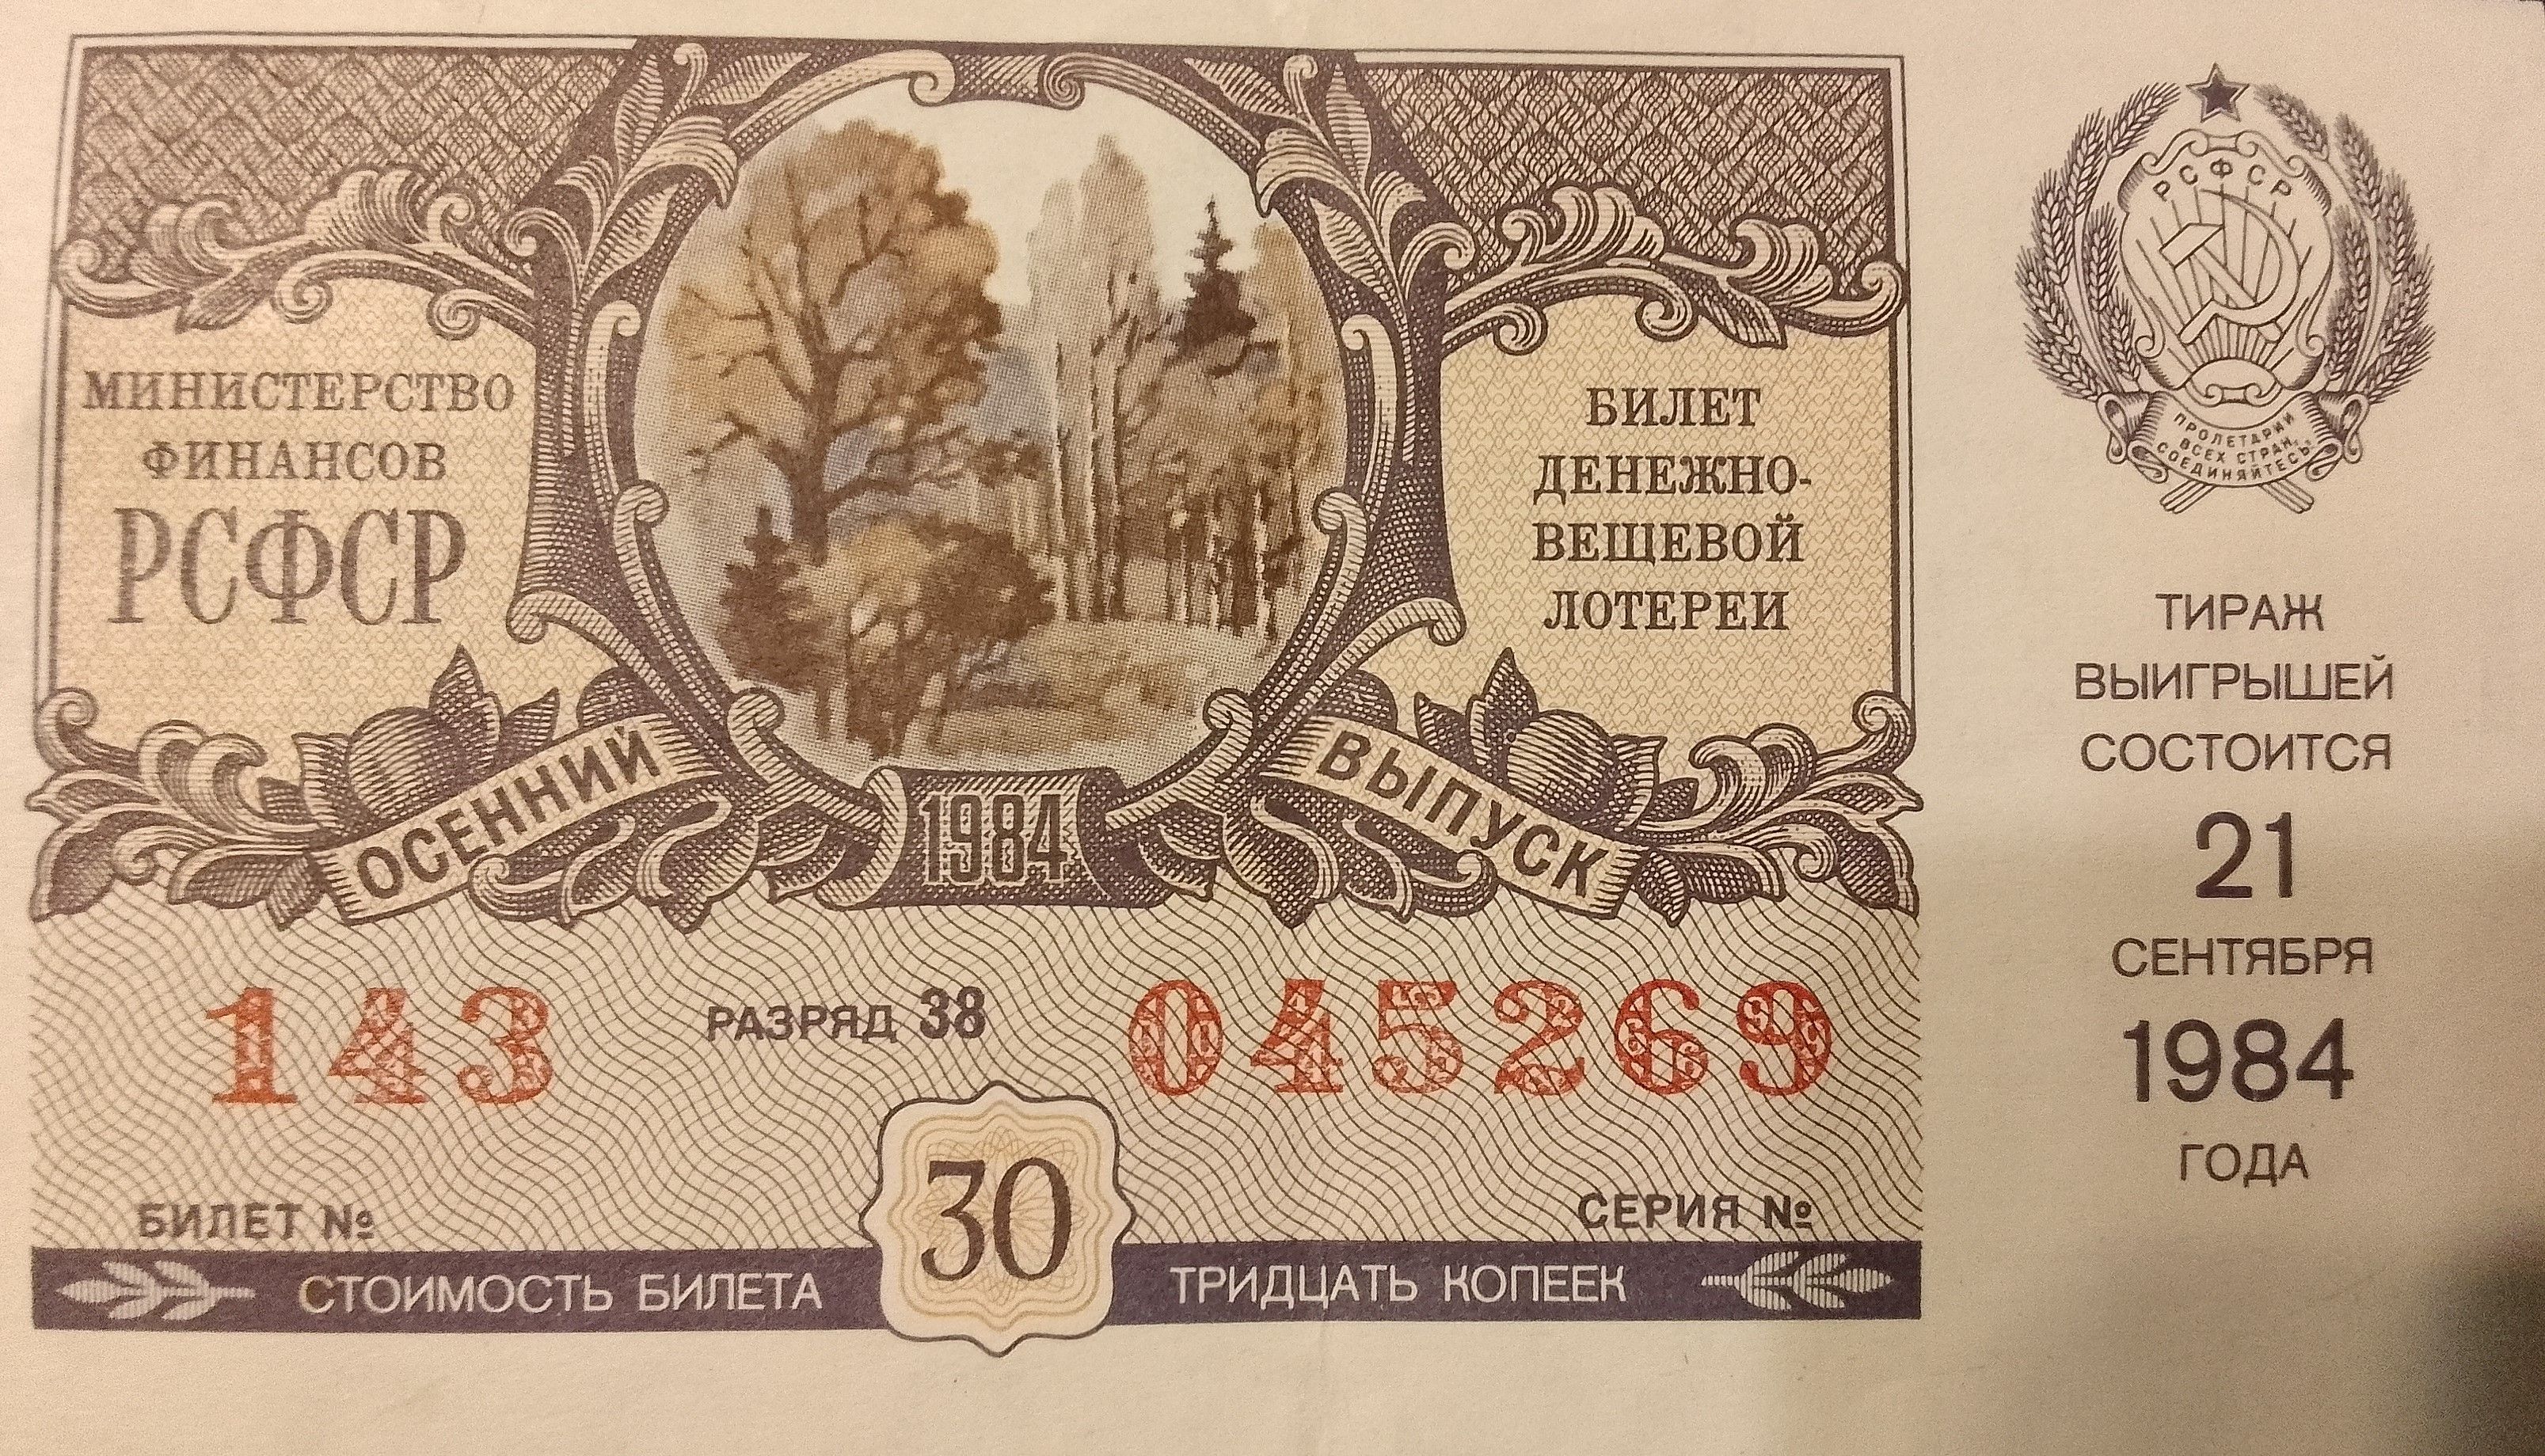 МИНИСТЕРСТВО
ФИНАНСОВ
РСФСР
БИЛЕТ
ДЕНЕЖНО-
ВЕЩЕВОЙ
ЛОТЕРЕИ
ОСЕННИЙ
1984
ВЫПУСК
143
РАЗРЯД 38
045269
БИЛЕТ №
СЕРИЯ №
СТОИМОСТЬ БИЛЕТА
30
ТРИДЦАТЬ КОПЕЕК
РСФСР
ПРОЛЕТАРИИ
ВСЕХ СТРАН,
СОЕДИНЯЙТЕСЬ!
ТИРАЖ
ВЫИГРЫШЕЙ
СОСТОИТСЯ
21
СЕНТЯБРЯ
1984
ГОДА